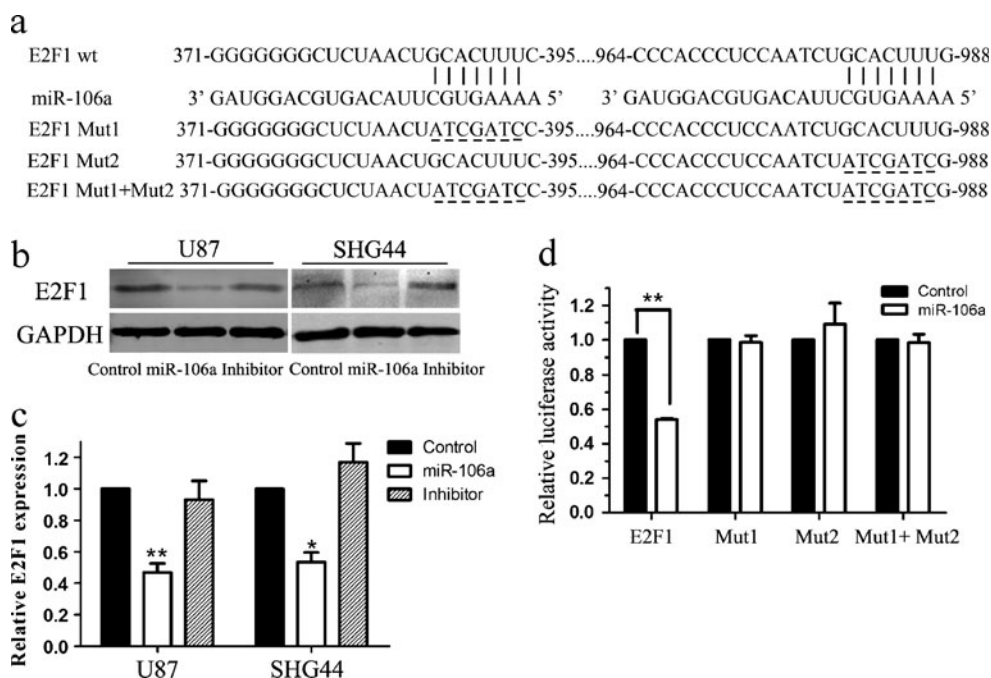 a
E2F1 wt 371-GGGGGGGCUCUAACUGCACUUUC-395....964-CCCACCCUCCAAUCUGCACUUUG-988
miR-106a 3' GAUGGACGUGACAUUCGUGAAAA 5' 3' GAUGGACGUGACAUUCGUGAAAA 5'
E2F1 Mut1 371-GGGGGGGCUCUAACUATCGATCC-395....964-CCCACCCUCCAAUCUGCACUUUG-988
E2F1 Mut2 371-GGGGGGGCUCUAACUGCACUUUC-395....964-CCCACCCUCCAAUCUATCGATCG-988
E2F1 Mut1+Mut2 371-GGGGGGGCUCUAACUATCGATCC-395....964-CCCACCCUCCAAUCUATCGATCG-988
b
U87 SHG44
E2F1
GAPDH
Control miR-106a Inhibitor Control miR-106a Inhibitor
c
Relative E2F1 expression
1.2
1.0
0.8
0.6
0.4
0.2
0.0
** *
Control
miR-106a
Inhibitor
U87 SHG44
d
Relative luciferase activity
1.2
1.0
0.8
0.6
0.4
0.2
0.0
**
Control
miR-106a
E2F1 Mut1 Mut2 Mut1+ Mut2